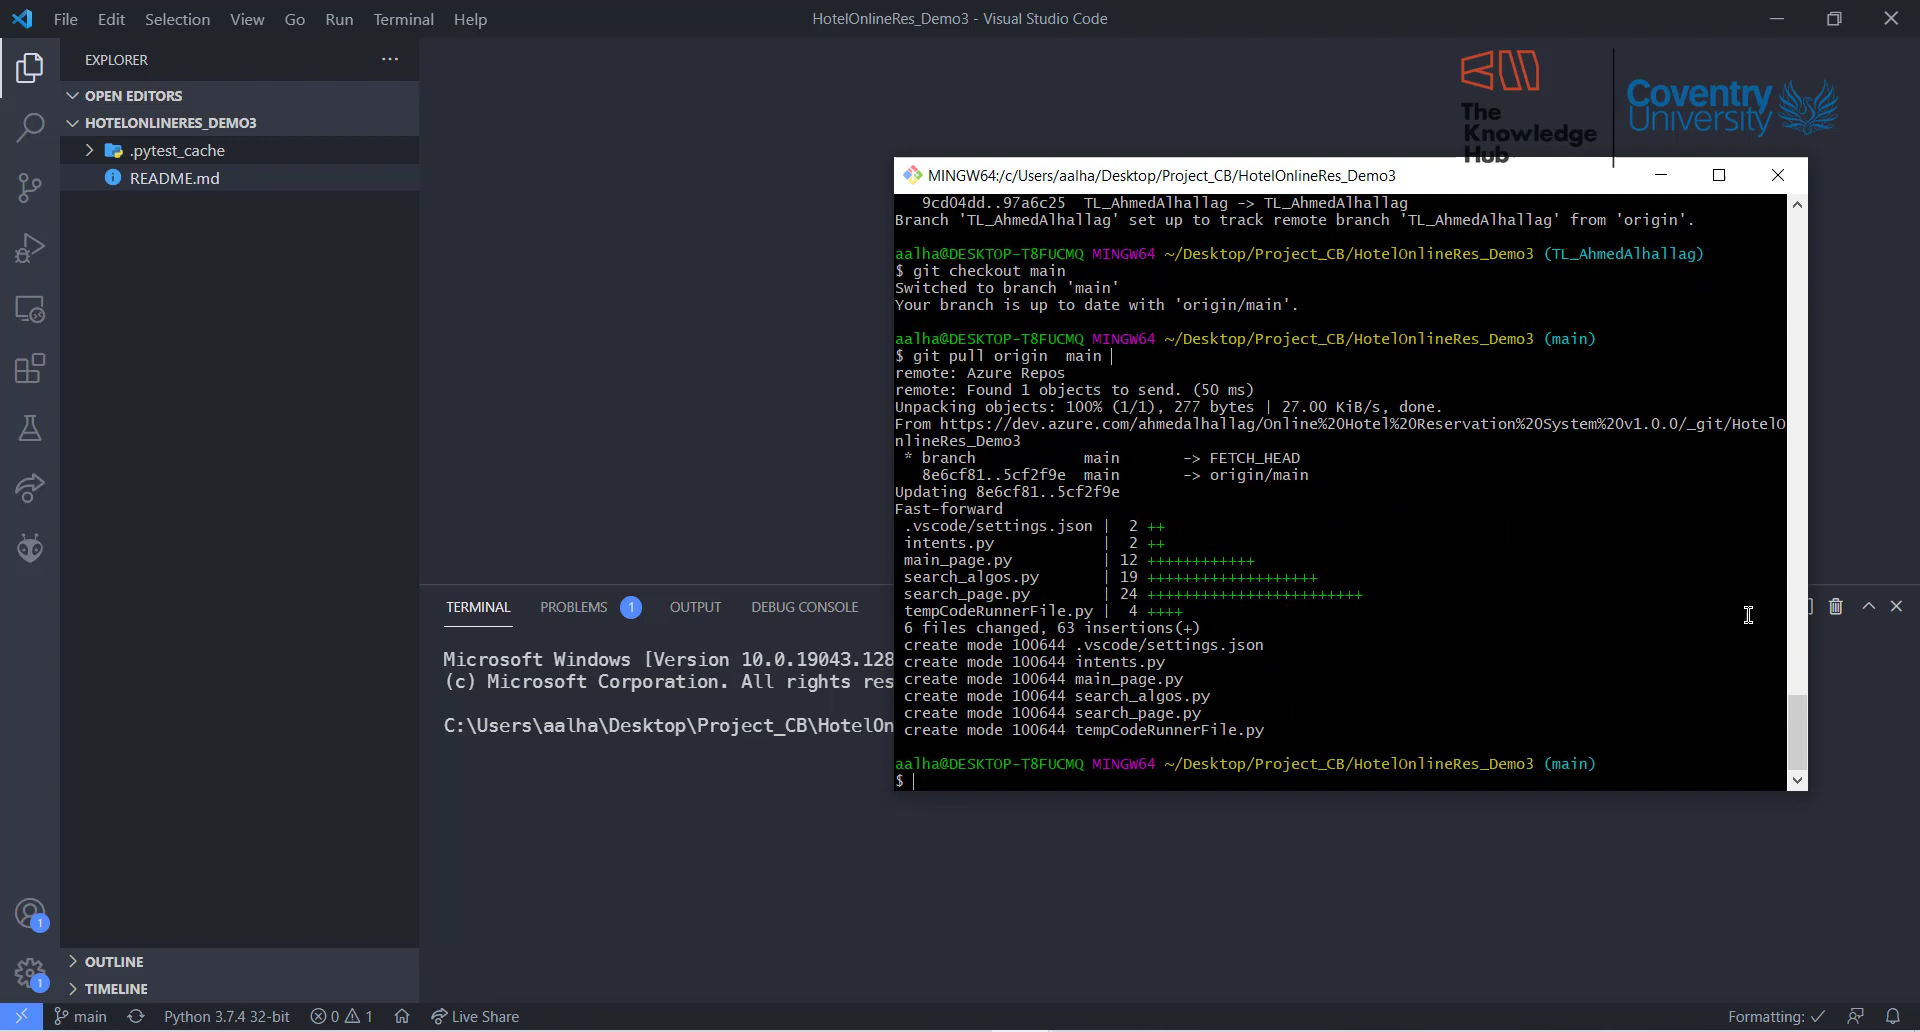 File Edit Selection View Go Run Terminal Help
HotelOnlineRes_Demo3 - Visual Studio Code
EXPLORER
OPEN EDITORS
HOTELONLINERES_DEMO3
.pytest_cache
README.md
The
Knowledge
Hub
Coventry
University
MINGW64:/c/Users/aalha/Desktop/Project_CB/HotelOnlineRes_Demo3
9cd04dd..97a6c25 TL_AhmedAlhallag -> TL_AhmedAlhallag
Branch 'TL_AhmedAlhallag' set up to track remote branch 'TL_AhmedAlhallag' from 'origin'.
aalha@DESKTOP-T8FUCMQ MINGW64 ~/Desktop/Project_CB/HotelOnlineRes_Demo3 (TL_AhmedAlhallag)
$ git checkout main
Switched to branch 'main'
Your branch is up to date with 'origin/main'.
aalha@DESKTOP-T8FUCMQ MINGW64 ~/Desktop/Project_CB/HotelOnlineRes_Demo3 (main)
$ git pull origin main
remote: Azure Repos
remote: Found 1 objects to send. (50 ms)
Unpacking objects: 100% (1/1), 277 bytes | 27.00 KiB/s, done.
From https://dev.azure.com/ahmedalhallag/Online%20Hotel%20Reservation%20System%20v1.0.0/_git/HotelO
nlineRes_Demo3
* branch main -> FETCH_HEAD
8e6cf81..5cf2f9e main -> origin/main
Updating 8e6cf81..5cf2f9e
Fast-forward
.vscode/settings.json | 2 ++
intents.py | 2 ++
main_page.py | 12 ++++++++++++
search_algos.py | 19 +++++++++++++++++++
search_page.py | 24 ++++++++++++++++++++++++
tempCodeRunnerFile.py | 4 ++++
6 files changed, 63 insertions(+)
create mode 100644 .vscode/settings.json
create mode 100644 intents.py
create mode 100644 main_page.py
create mode 100644 search_algos.py
create mode 100644 search_page.py
create mode 100644 tempCodeRunnerFile.py
aalha@DESKTOP-T8FUCMQ MINGW64 ~/Desktop/Project_CB/HotelOnlineRes_Demo3 (main)
$
TERMINAL PROBLEMS 1 OUTPUT DEBUG CONSOLE
Microsoft Windows [Version 10.0.19043.128
(c) Microsoft Corporation. All rights res
C:\Users\aalha\Desktop\Project_CB\HotelOn
1
1
OUTLINE
TIMELINE
main Python 3.7.4 32-bit 0 1 Live Share Formatting: ✓